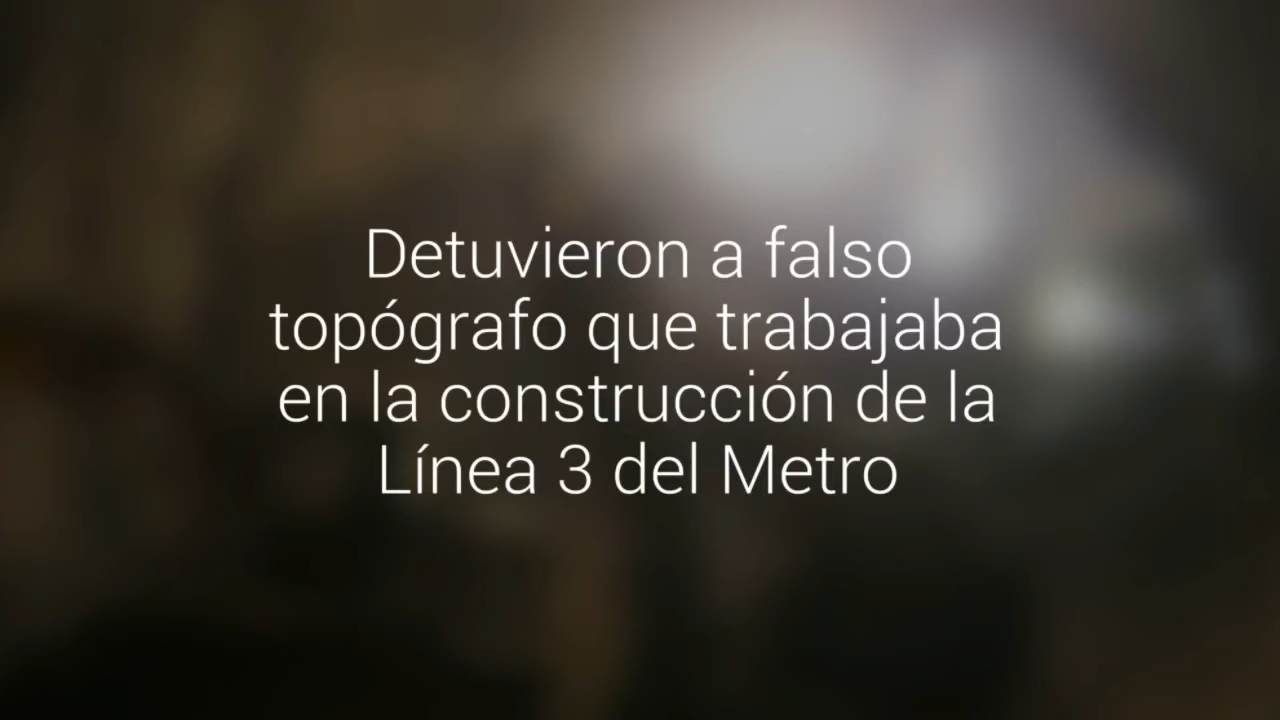 Detuvieron a falso
topógrafo que trabajaba
en la construcción de la
Línea 3 del Metro